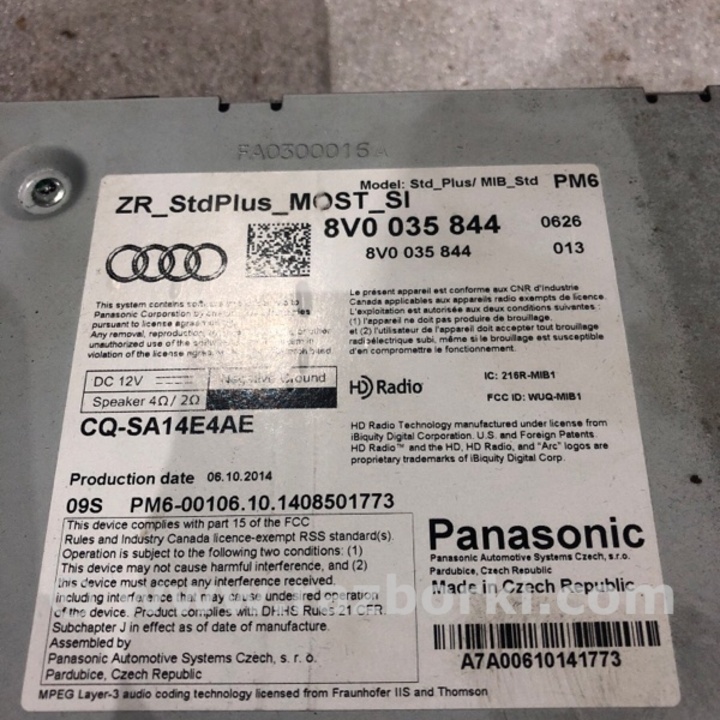 FA0300015A
Model: Std_Plus/ MIB_Std PM6
ZR_StdPlus_MOST_SI
8V0 035 844 0626
8V0 035 844 013
This system contains software
Panasonic Corporation by
pursuant to license
Any removal, reproduction, or other
unauthorized use of the
violation of the license
Le présent appareil est conforme aux CNR d'Industrie
Canada applicables aux appareils radio exempts de licence.
L'exploitation est autorisée aux deux conditions suivantes :
(1) l'appareil ne doit pas produire de brouillage,
et (2) l'utilisateur de l'appareil doit accepter tout brouillage
radioélectrique subi, même si le brouillage est susceptible
d'en compromettre le fonctionnement.
DC 12V Negative Ground
Speaker 4Ω/ 2Ω
HD Radio
IC: 216R-MIB1
FCC ID: WUQ-MIB1
CQ-SA14E4AE
HD Radio Technology manufactured under license from
iBiquity Digital Corporation. U.S. and Foreign Patents.
HD Radio™ and the HD, HD Radio, and "Arc" logos are
proprietary trademarks of iBiquity Digital Corp.
Production date 06.10.2014
09S PM6-00106.10.1408501773
This device complies with part 15 of the FCC
Rules and Industry Canada licence-exempt RSS standard(s).
Operation is subject to the following two conditions: (1)
This device may not cause harmful interference, and (2)
this device must accept any interference received,
including interference that may cause undesired operation
of the device. Product complies with DHHS Rules 21 CFR.
Subchapter J in effect as of date of manufacture.
Assembled by
Panasonic Automotive Systems Czech, s. r. o.
Pardubice, Czech Republic
Panasonic
Panasonic Automotive Systems Czech, s.r.o.
Pardubice, Czech Republic
Made in Czech Republic
A7A00610141773
MPEG Layer-3 audio coding technology licensed from Fraunhofer IIS and Thomson